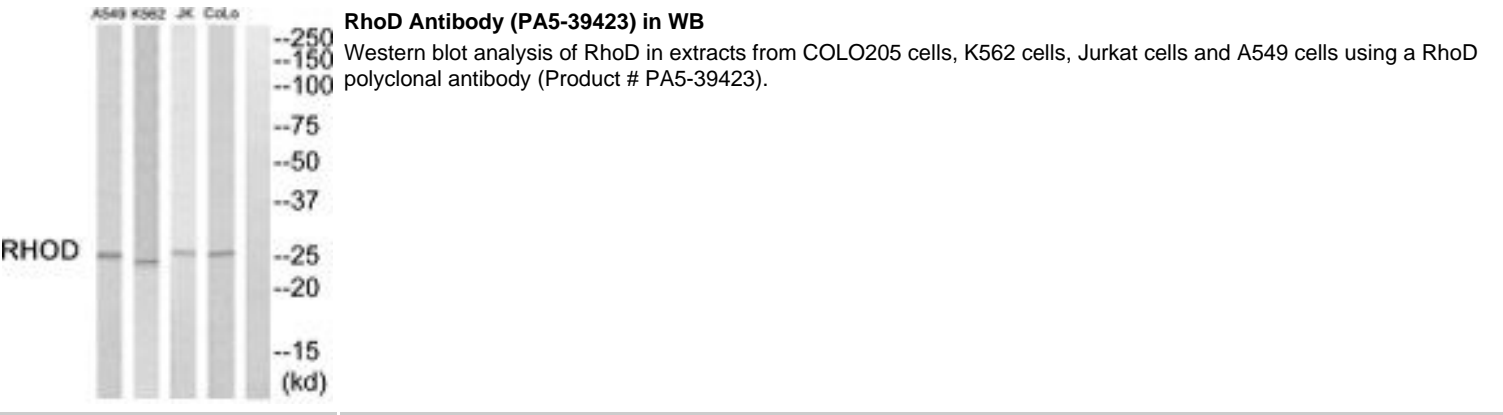 A549 K562 JK CoLo
RhoD Antibody (PA5-39423) in WB
Western blot analysis of RhoD in extracts from COLO205 cells, K562 cells, Jurkat cells and A549 cells using a RhoD
polyclonal antibody (Product # PA5-39423).
--250
--150
--100
--75
--50
--37
RHOD
--25
--20
--15
(kd)